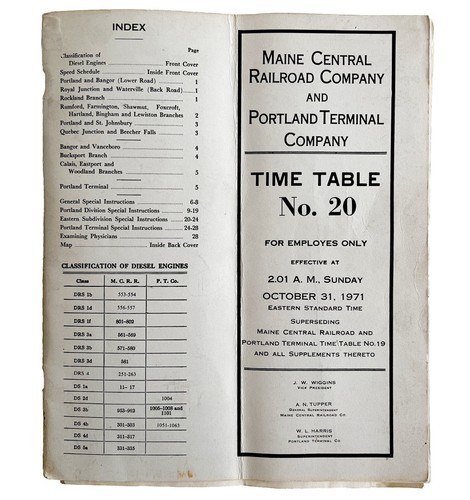 INDEX
Page
Classification of
Diesel Engines Front Cover
Speed Schedule Inside Front Cover
Portland and Bangor (Lower Road) 1
Royal Junction and Waterville (Back Road) 1
Rockland Branch 1
Rumford, Farmington, Shawmut, Foxcroft,
Hartland, Bingham and Lewiston Branches 2
Portland and St. Johnsbury 3
Quebec Junction and Beecher Falls 3
Bangor and Vanceboro 4
Bucksport Branch 4
Calais, Eastport and
Woodland Branches 5
Portland Terminal 5
General Special Instructions 6-8
Portland Division Special Instructions 9-19
Eastern Subdivision Special Instructions 20-24
Portland Terminal Special Instructions 24-28
Examining Physicians 28
Map Inside Back Cover
CLASSIFICATION OF DIESEL ENGINES
Class M. C. R. R. P. T. Co.
DRS 2b 553-554
DRS 1d 556-557
DRS 1f 801-802
DRS 3a 561-569
DRS 3b 571-580
DRS 3d 581
DRS 4 251-263
DS 1a 11- 17
DS 2d 1004
DS 2b 952-963 1005-1008 and
1101
DS 4b 301-303 1051-1063
DS 4d 311-317
DS 5a 331-335
MAINE CENTRAL
RAILROAD COMPANY
AND
PORTLAND TERMINAL
COMPANY
TIME TABLE
No. 20
FOR EMPLOYES ONLY
EFFECTIVE AT
2.01 A. M., SUNDAY
OCTOBER 31, 1971
EASTERN STANDARD TIME
SUPERSEDING
MAINE CENTRAL RAILROAD AND
PORTLAND TERMINAL TIME TABLE NO. 19
AND ALL SUPPLEMENTS THERETO
J. W. WIGGINS
VICE PRESIDENT
A. N. TUPPER
GENERAL SUPERINTENDENT
MAINE CENTRAL RAILROAD CO
W. L. HARRIS
SUPERINTENDENT
PORTLAND TERMINAL CO